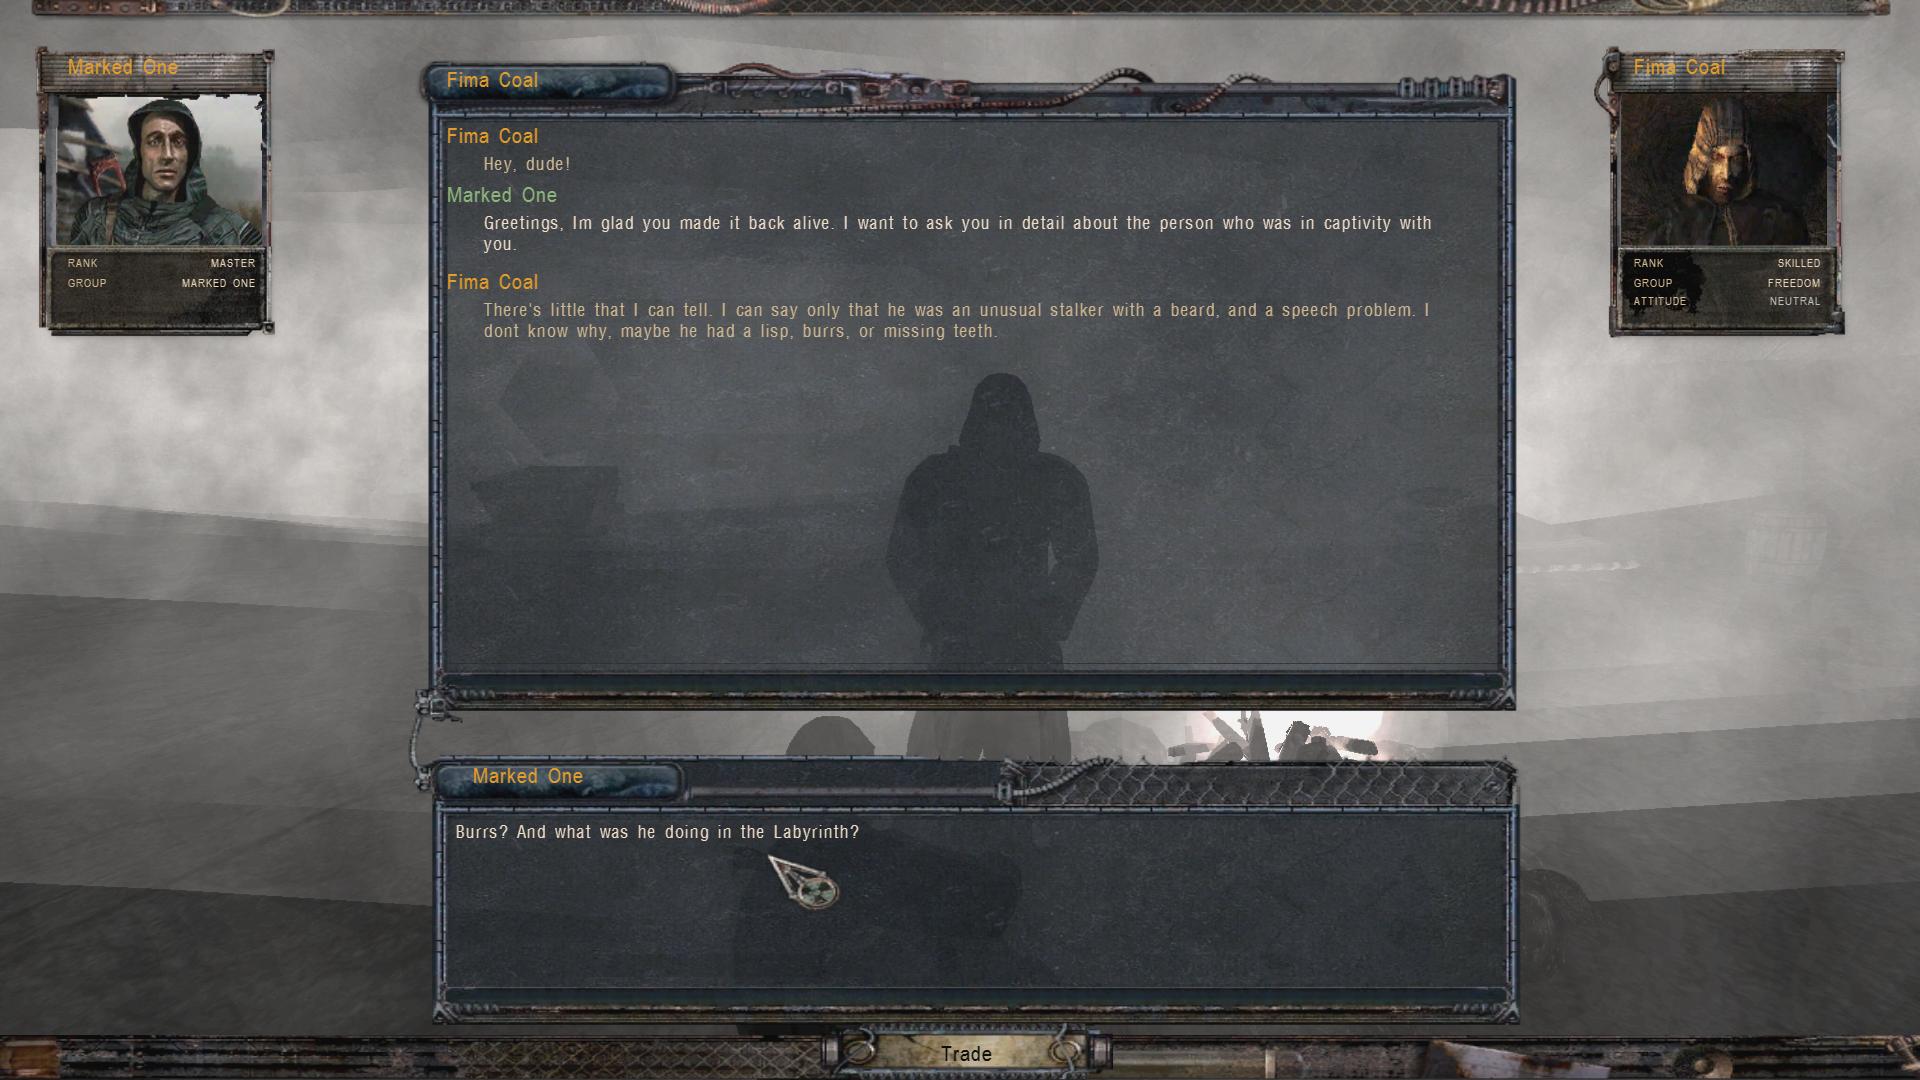 Marked One
RANK MASTER
GROUP MARKED ONE
Fima Coal
Fima Coal
Hey, dude!
Marked One
Greetings, Im glad you made it back alive. I want to ask you in detail about the person who was in captivity with
you.
Fima Coal
There's little that I can tell. I can say only that he was an unusual stalker with a beard, and a speech problem. I
dont know why, maybe he had a lisp, burrs, or missing teeth.
Fima Coal
RANK SKILLED
GROUP FREEDOM
ATTITUDE NEUTRAL
Marked One
Burrs? And what was he doing in the Labyrinth?
Trade